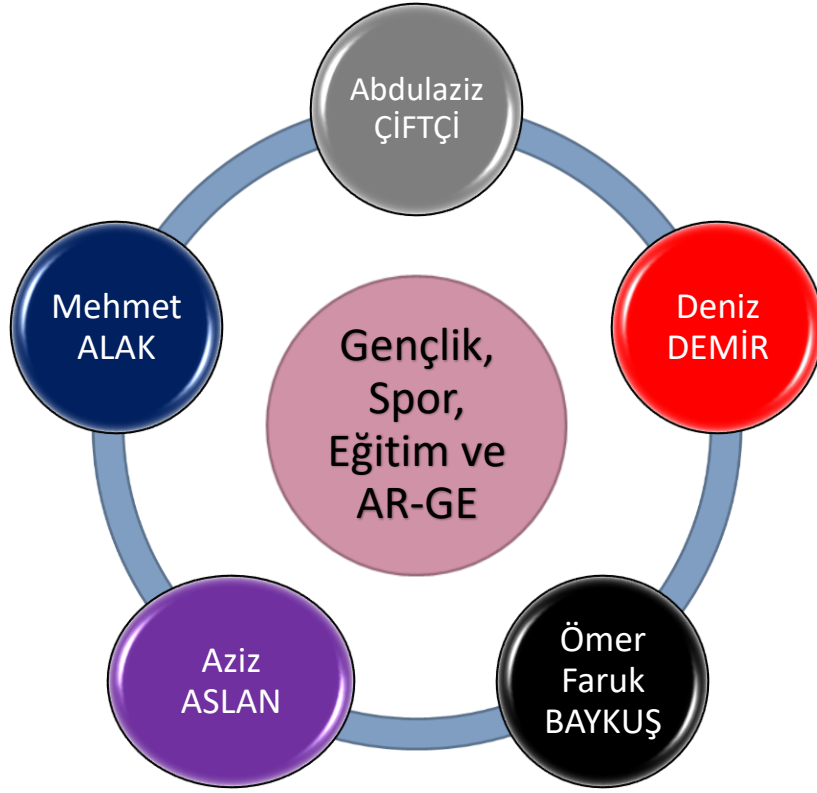 Abdulaziz
ÇİFTÇİ
Deniz
DEMİR
Ömer
Faruk
BAYKUŞ
Aziz
ASLAN
Mehmet
ALAK
Gençlik,
Spor,
Eğitim ve
AR-GE